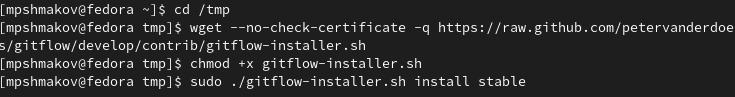 [mpshmakov@fedora ~]$ cd /tmp
[mpshmakov@fedora tmp]$ wget --no-check-certificate -q https://raw.github.com/petervanderdoe
s/gitflow/develop/contrib/gitflow-installer.sh
[mpshmakov@fedora tmp]$ chmod +x gitflow-installer.sh
[mpshmakov@fedora tmp]$ sudo ./gitflow-installer.sh install stable